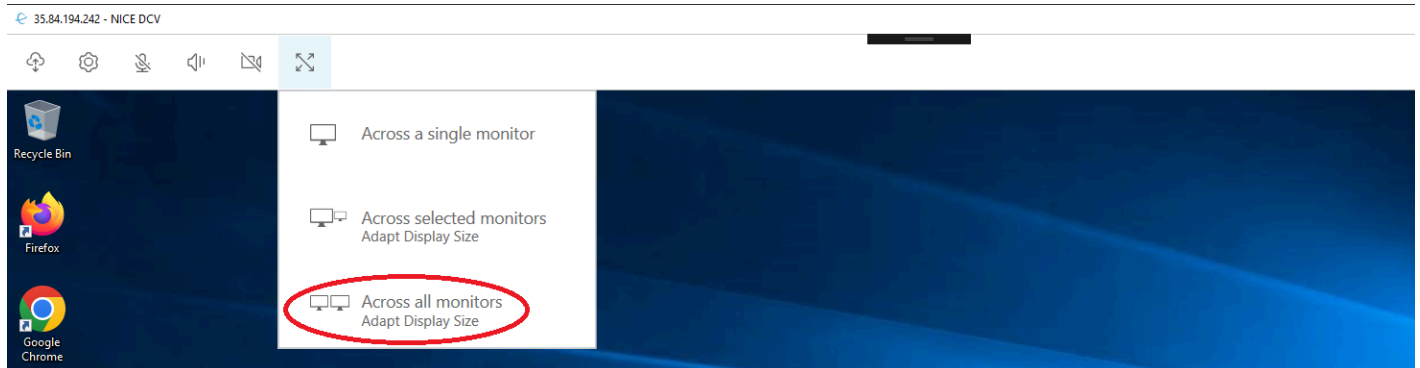 35.84.194.242 - NICE DCV
Recycle Bin
Firefox
Google
Chrome
Across a single monitor
Across selected monitors
Adapt Display Size
Across all monitors
Adapt Display Size